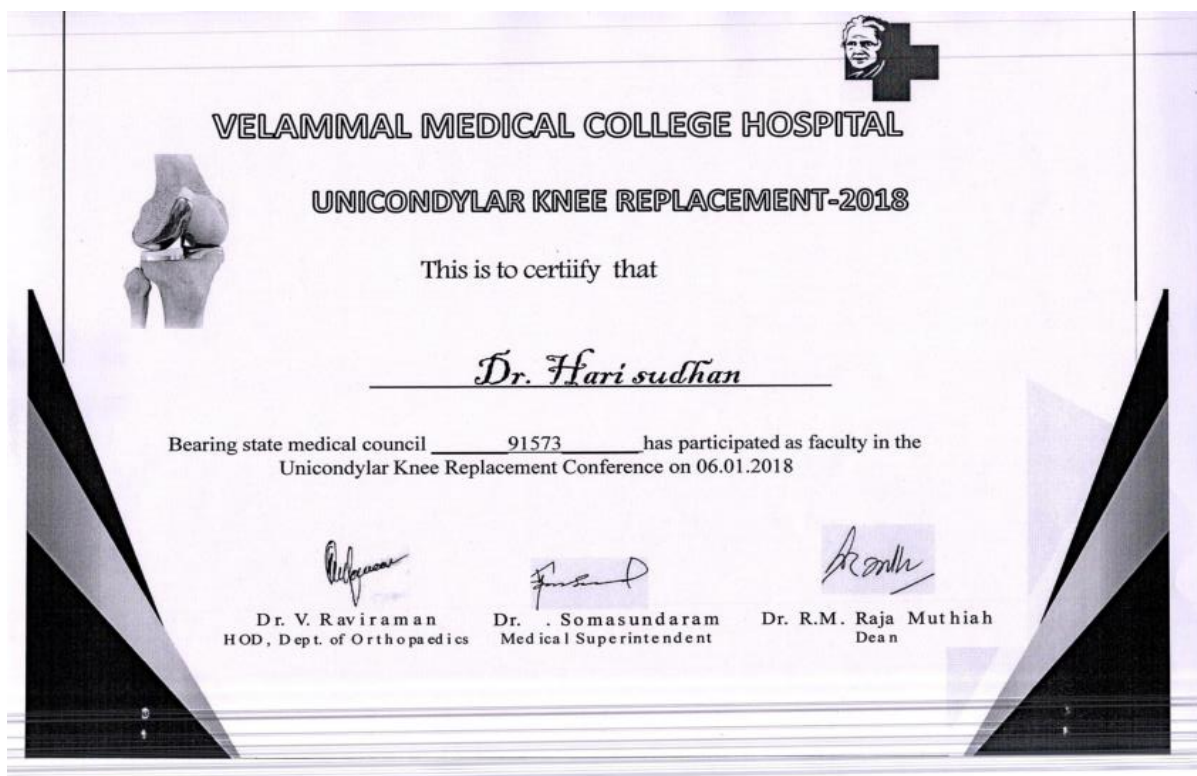 VELAMMAL MEDICAL COLLEGE HOSPITAL
UNICONDYLAR KNEE REPLACEMENT-2018
This is to certiify that
Dr. Hari sudhan
Bearing state medical council 91573 has participated as faculty in the
Unicondylar Knee Replacement Conference on 06.01.2018
Dr. V. Raviraman Dr. . Somasundaram Dr. R.M. Raja Muthiah
HOD, Dept. of Orthopaedics Medical Superintendent Dean